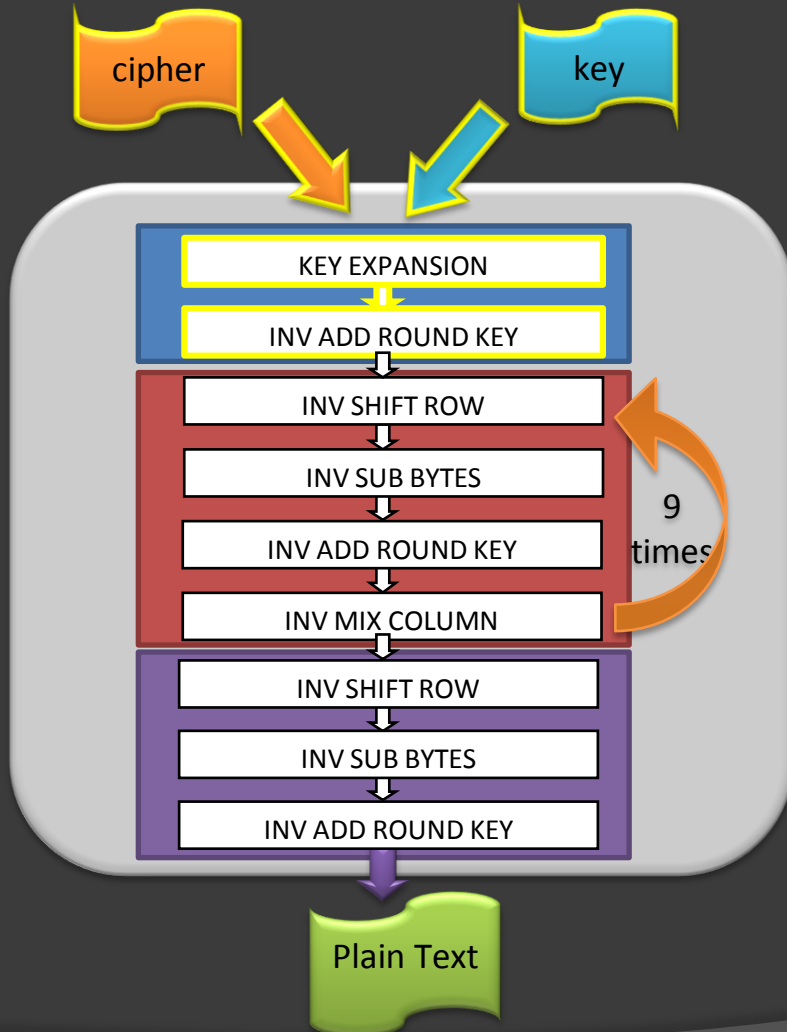 cipher
key
KEY EXPANSION
INV ADD ROUND KEY
INV SHIFT ROW
INV SUB BYTES
INV ADD ROUND KEY
INV MIX COLUMN
9
times
INV SHIFT ROW
INV SUB BYTES
INV ADD ROUND KEY
Plain Text